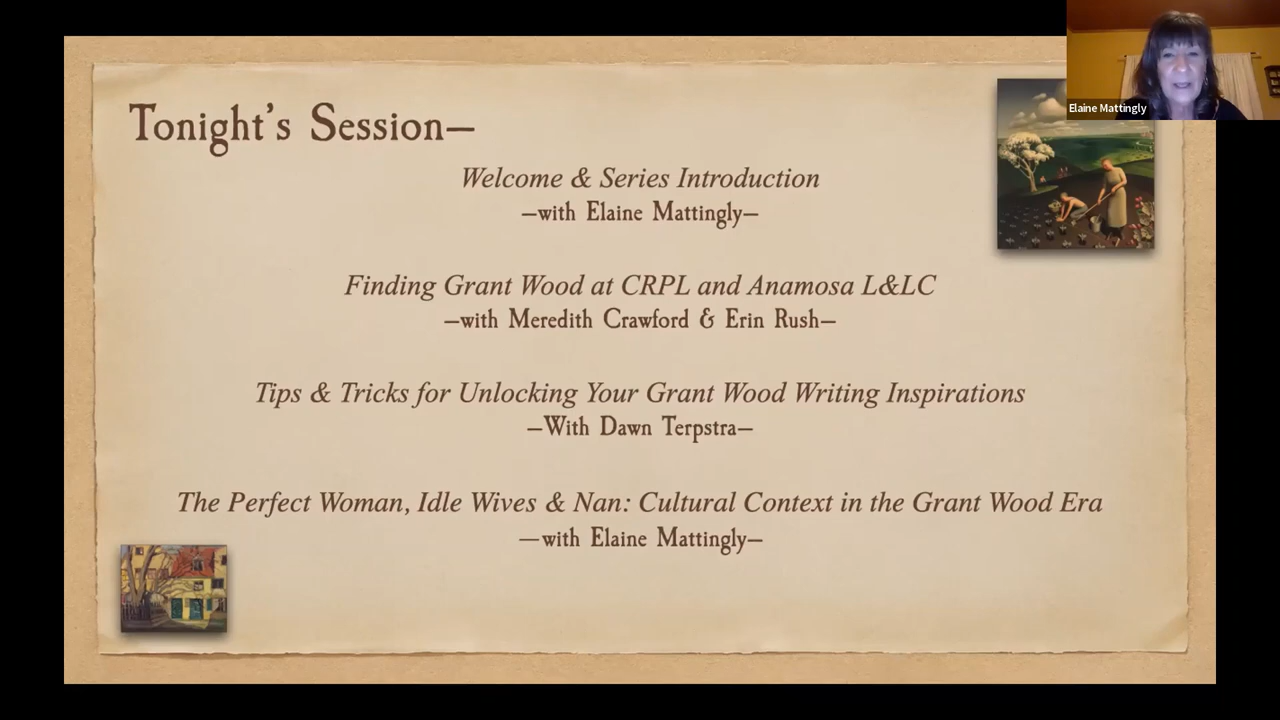 Tonight's Session—
Elaine Mattingly
Welcome & Series Introduction
—with Elaine Mattingly—
Finding Grant Wood at CRPL and Anamosa L&LC
—with Meredith Crawford & Erin Rush—
Tips & Tricks for Unlocking Your Grant Wood Writing Inspirations
—With Dawn Terpstra—
The Perfect Woman, Idle Wives & Nan: Cultural Context in the Grant Wood Era
—with Elaine Mattingly—